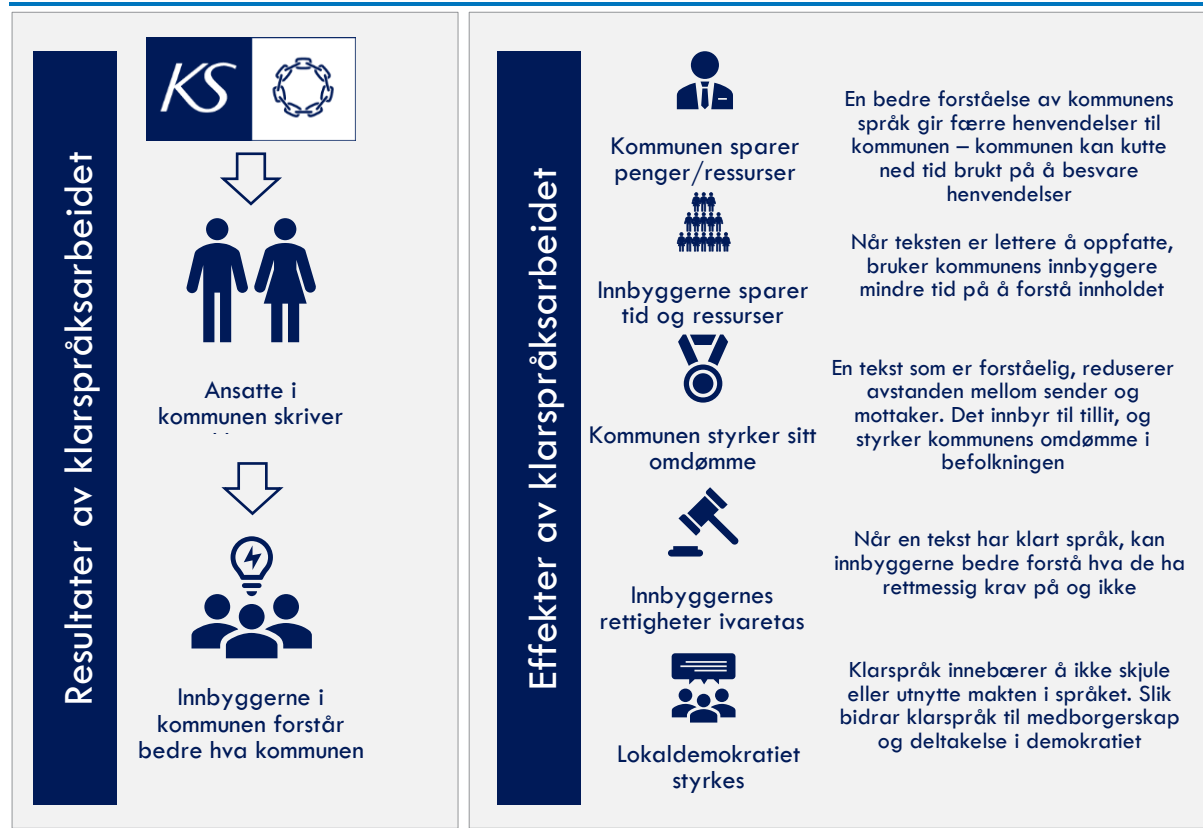 Resultater av klarspråksarbeidet
KS
Ansatte i
kommunen skriver
Innbyggerne i
kommunen forstår
bedre hva kommunen
Effekter av klarspråksarbeidet
Kommunen sparer
penger/ressurser
En bedre forståelse av kommunens
språk gir færre henvendelser til
kommunen – kommunen kan kutte
ned tid brukt på å besvare
henvendelser
Innbyggerne sparer
tid og ressurser
Når teksten er lettere å oppfatte,
bruker kommunens innbyggere
mindre tid på å forstå innholdet
Kommunen styrker sitt
omdømme
En tekst som er forståelig, reduserer
avstanden mellom sender og
mottaker. Det innbyr til tillit, og
styrker kommunens omdømme i
befolkningen
Innbyggernes
rettigheter ivaretas
Når en tekst har klart språk, kan
innbyggerne bedre forstå hva de ha
rettmessig krav på og ikke
Lokaldemokratiet
styrkes
Klarspråk innebærer å ikke skjule
eller utnytte makten i språket. Slik
bidrar klarspråk til medborgerskap
og deltakelse i demokratiet